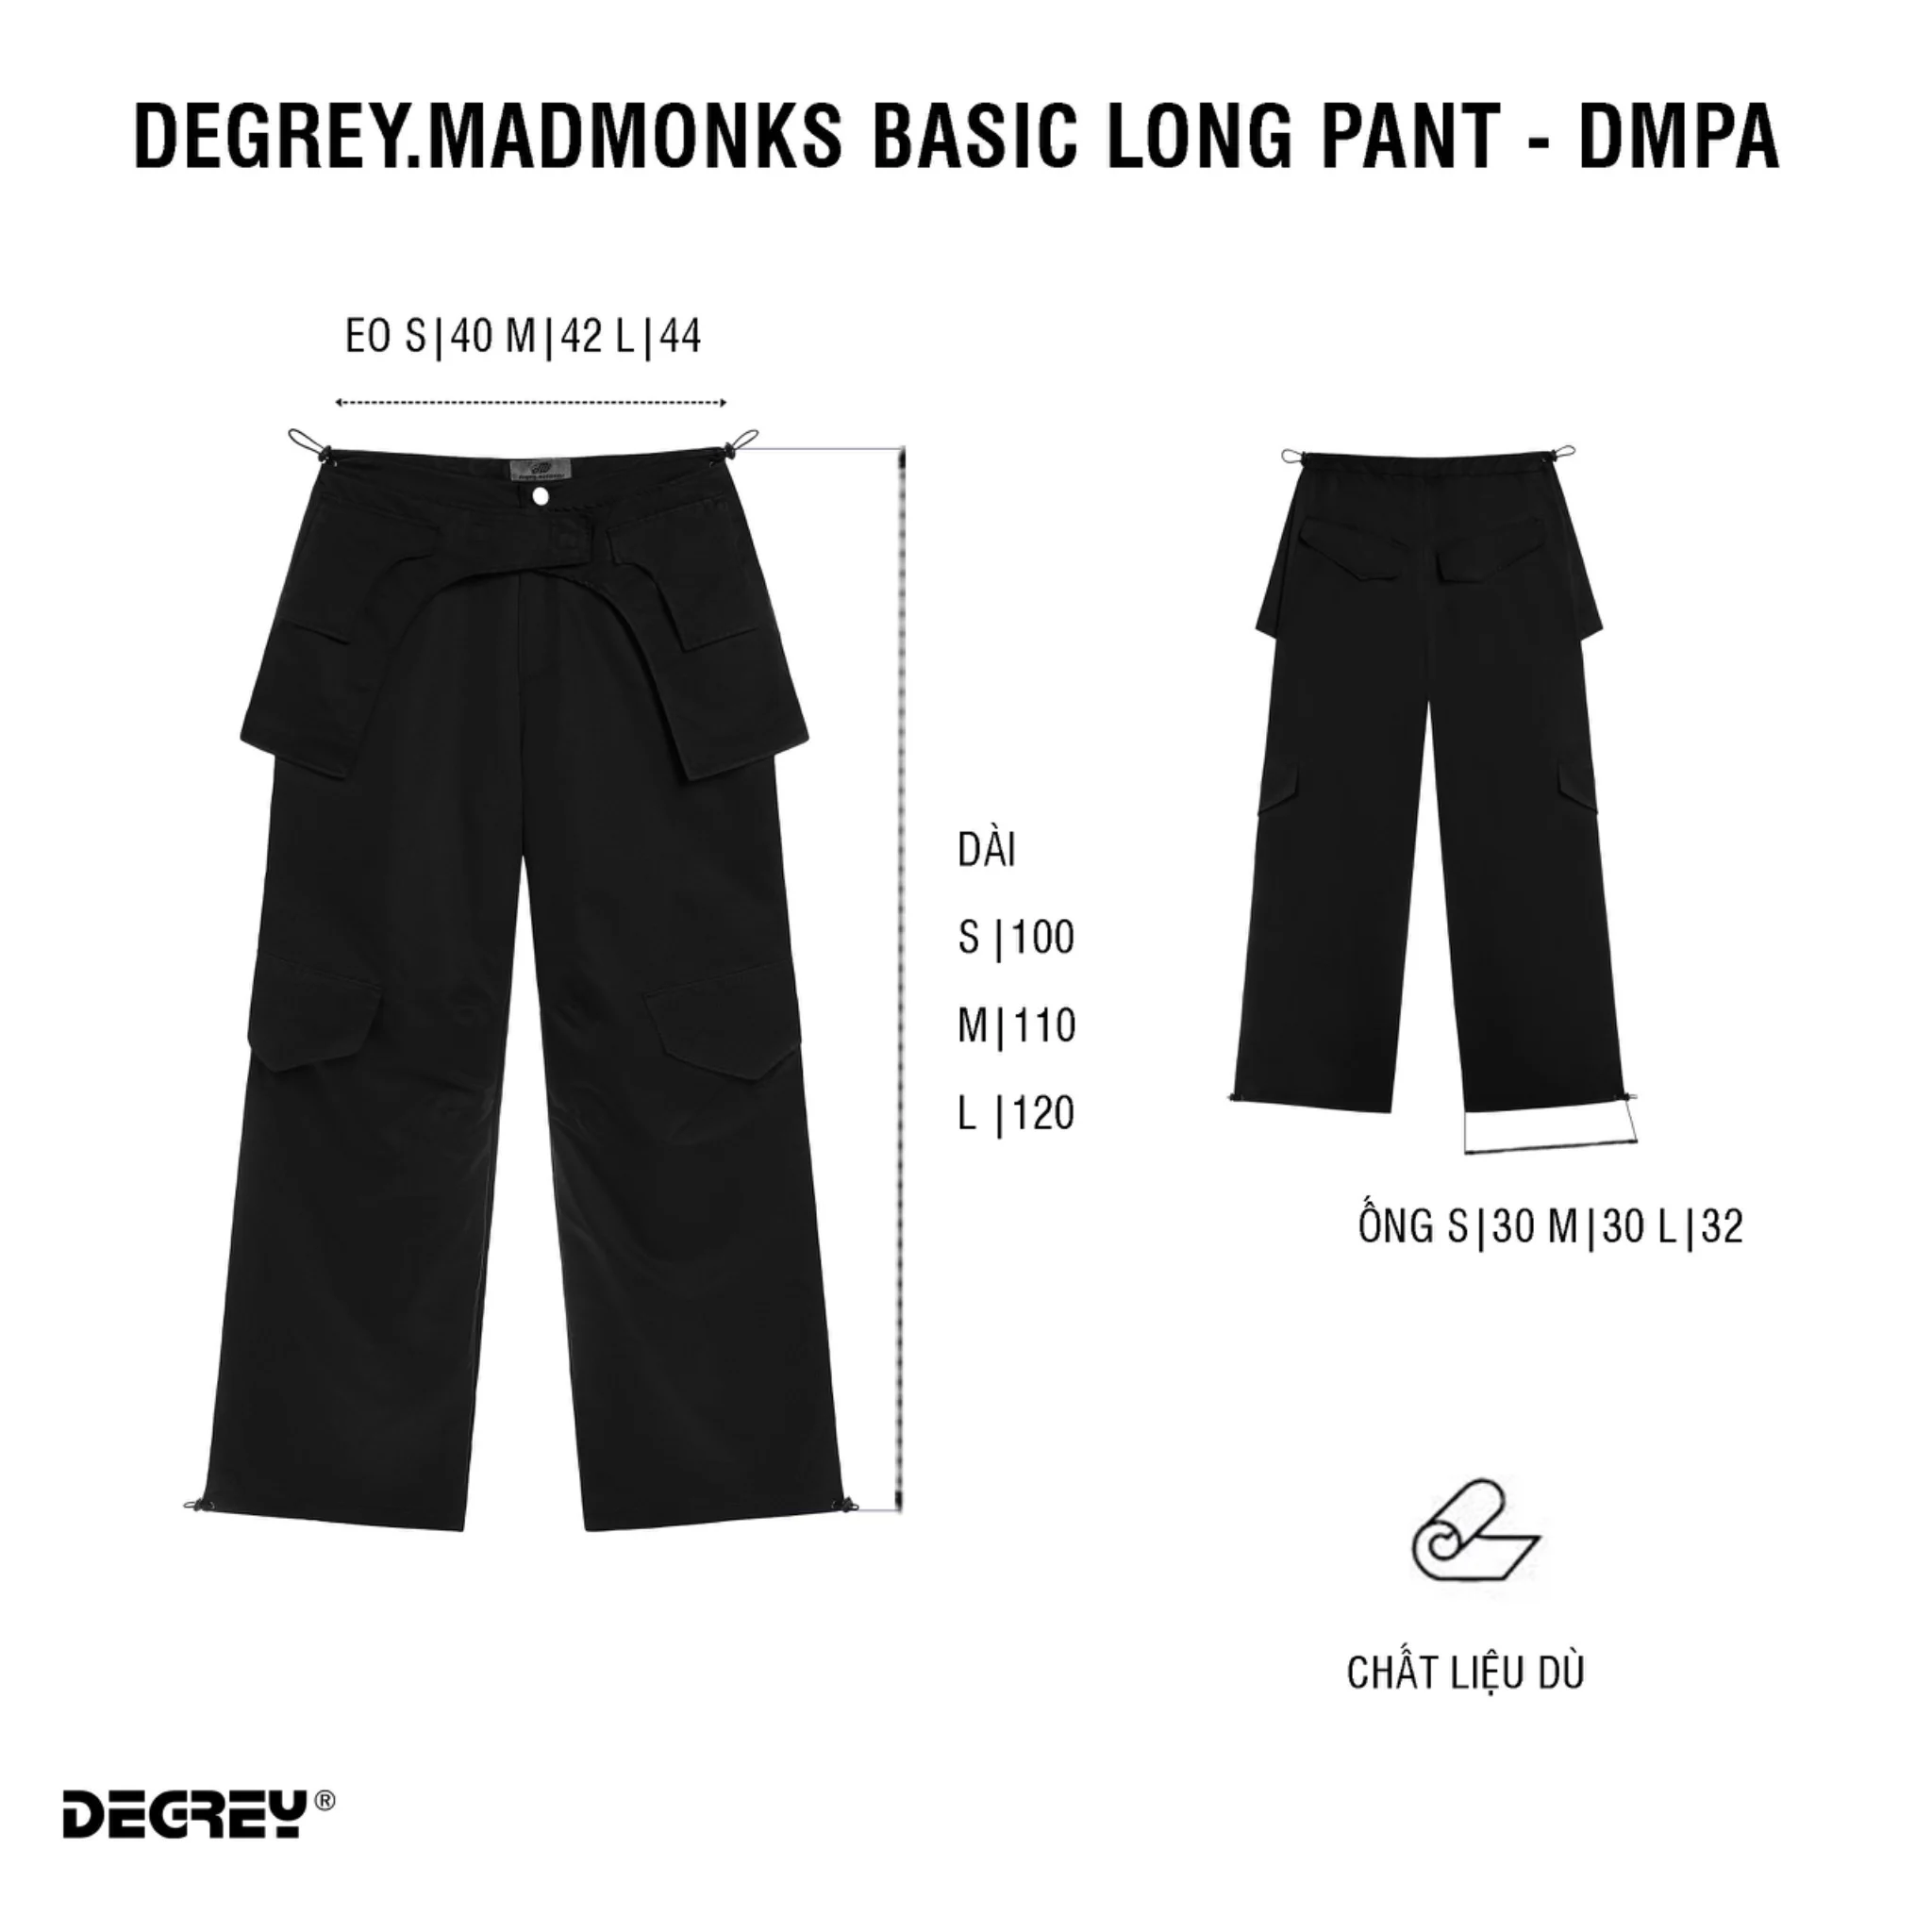 DEGREY.MADMONKS BASIC LONG PANT - DMPA
EO S|40 M|42 L|44
DÀI
S |100
M|110
L |120
ỐNG S|30 M|30 L|32
CHẤT LIỆU DÙ
DEGREY®